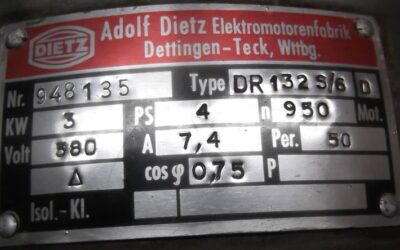 DIETZ
Adolf Dietz Elektromotorenfabrik
Dettingen-Teck, Wttbg.
Nr. 948135 Type DR 132 S/6 D
KW 3 PS 4 n 950 Mot.
Volt 380 A 7,4 Per. 50
Δ cos φ 0,75 P
Isol.-Kl.